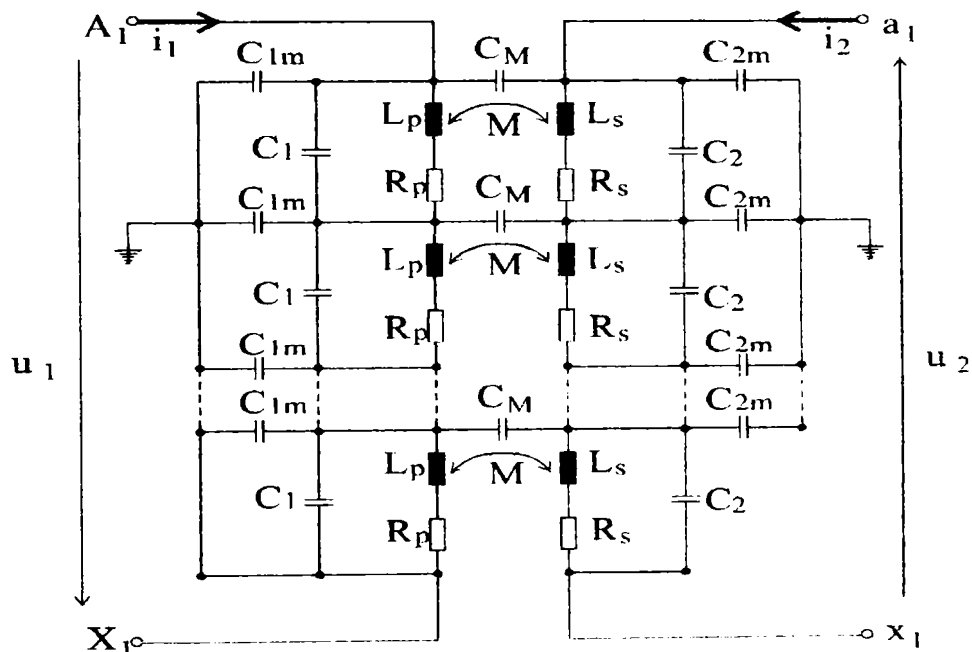 A1 i1 i2 a1
C1m CM C2m
Lp M Ls
C1 C2
Rp CM Rs
C1m C2m
Lp M Ls
C1 C2
Rp Rs
C1m C2m
u1 u2
C1m CM C2m
Lp M Ls
C1 C2
Rp Rs
X1 x1